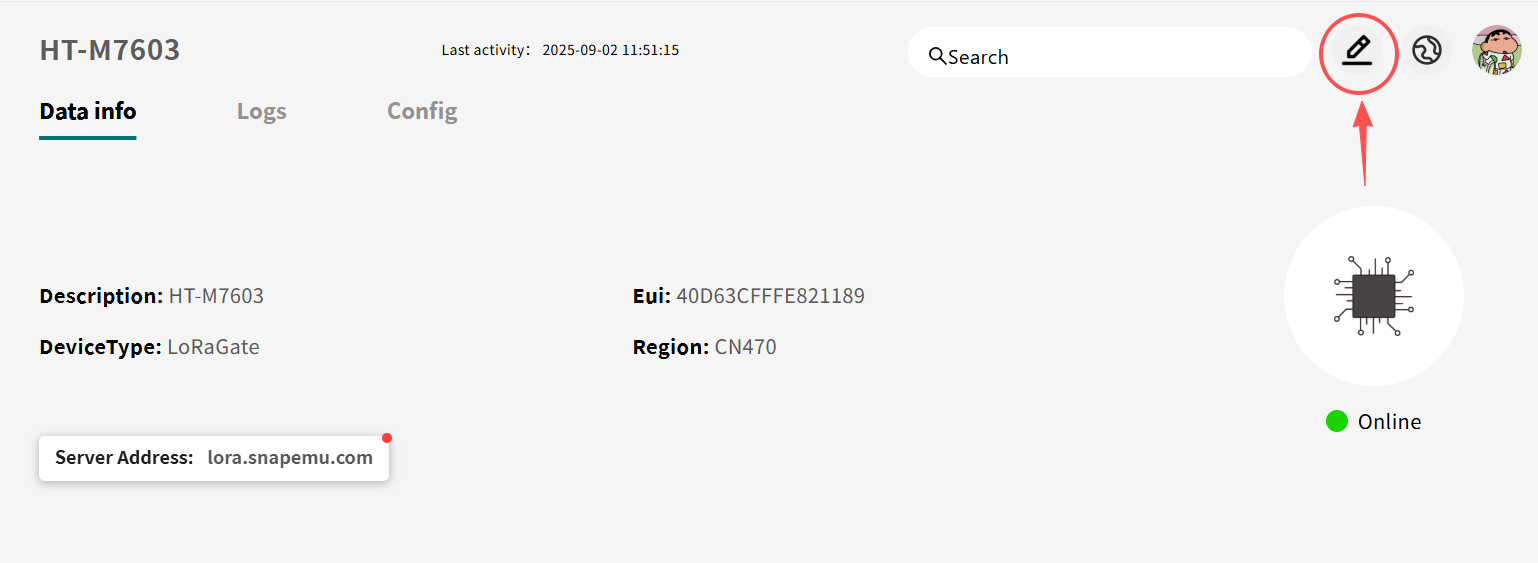 HT-M7603
Last activity： 2025-09-02 11:51:15
Search
Data info
Logs
Config
Description: HT-M7603
Eui: 40D63CFFFE821189
DeviceType: LoRaGate
Region: CN470
Online
Server Address: lora.snapemu.com